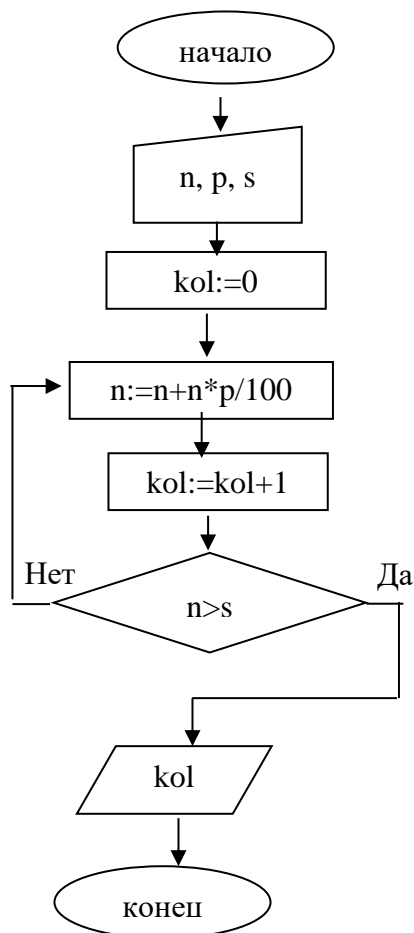 начало
n, p, s
kol:=0
n:=n+n*p/100
kol:=kol+1
Нет
Да
n>s
kol
конец